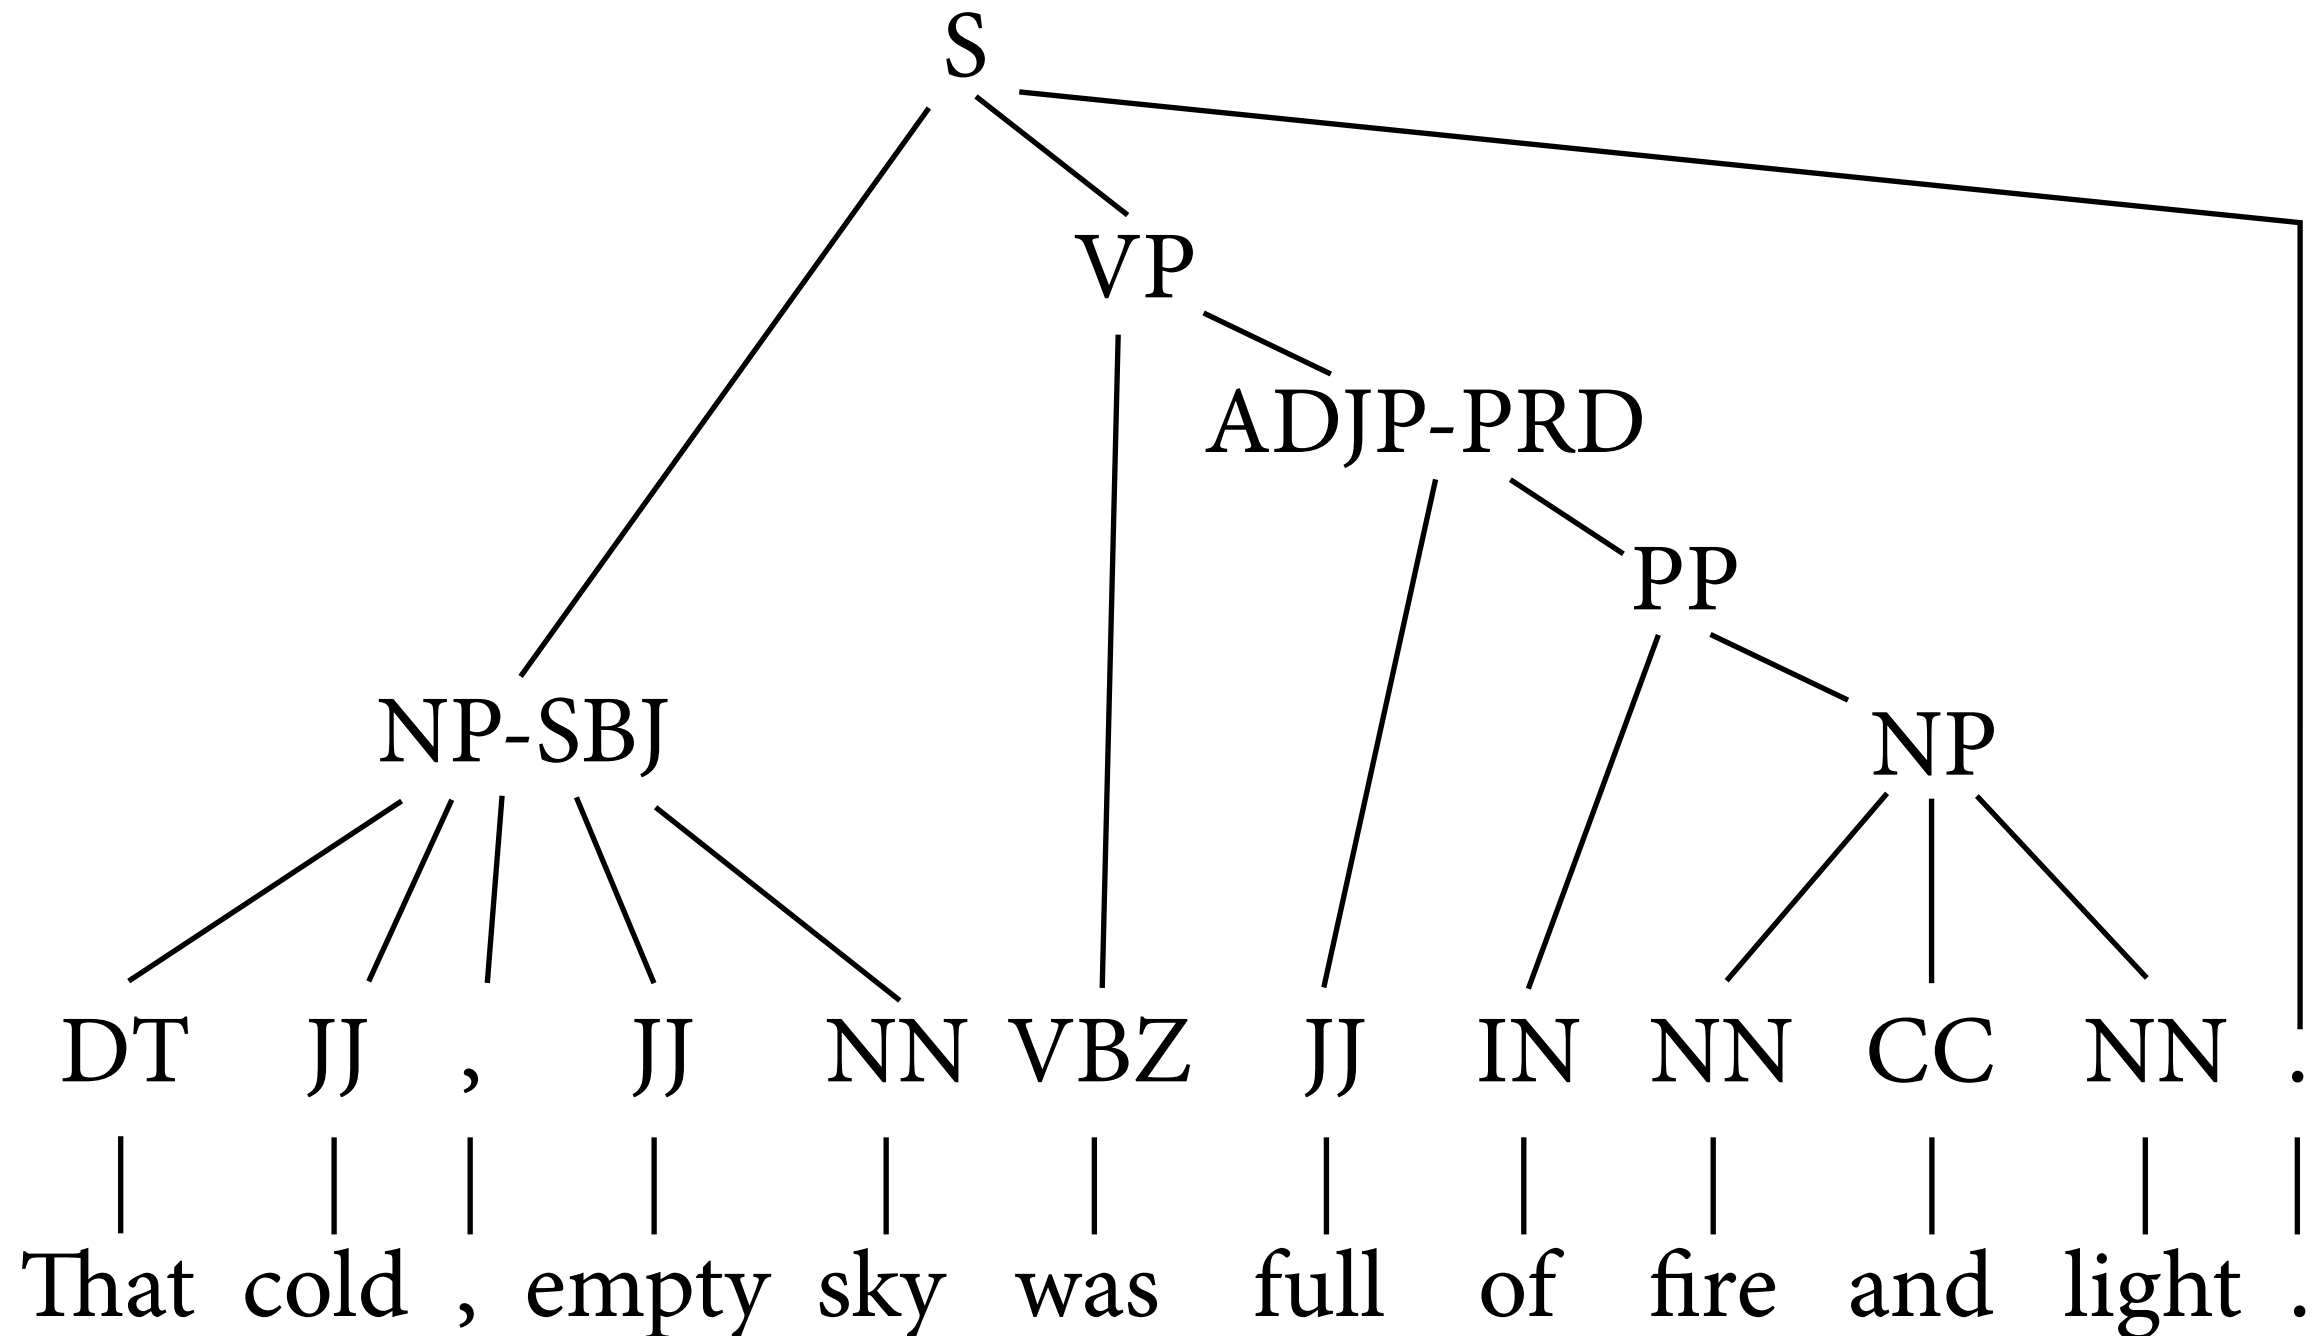 S
VP
ADJP-PRD
PP
NP-SBJ
NP
DT JJ , JJ NN VBZ JJ IN NN CC NN .
That cold , empty sky was full of fire and light .